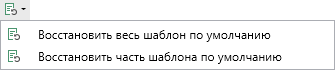 Восстановить весь шаблон по умолчанию
Восстановить часть шаблона по умолчанию